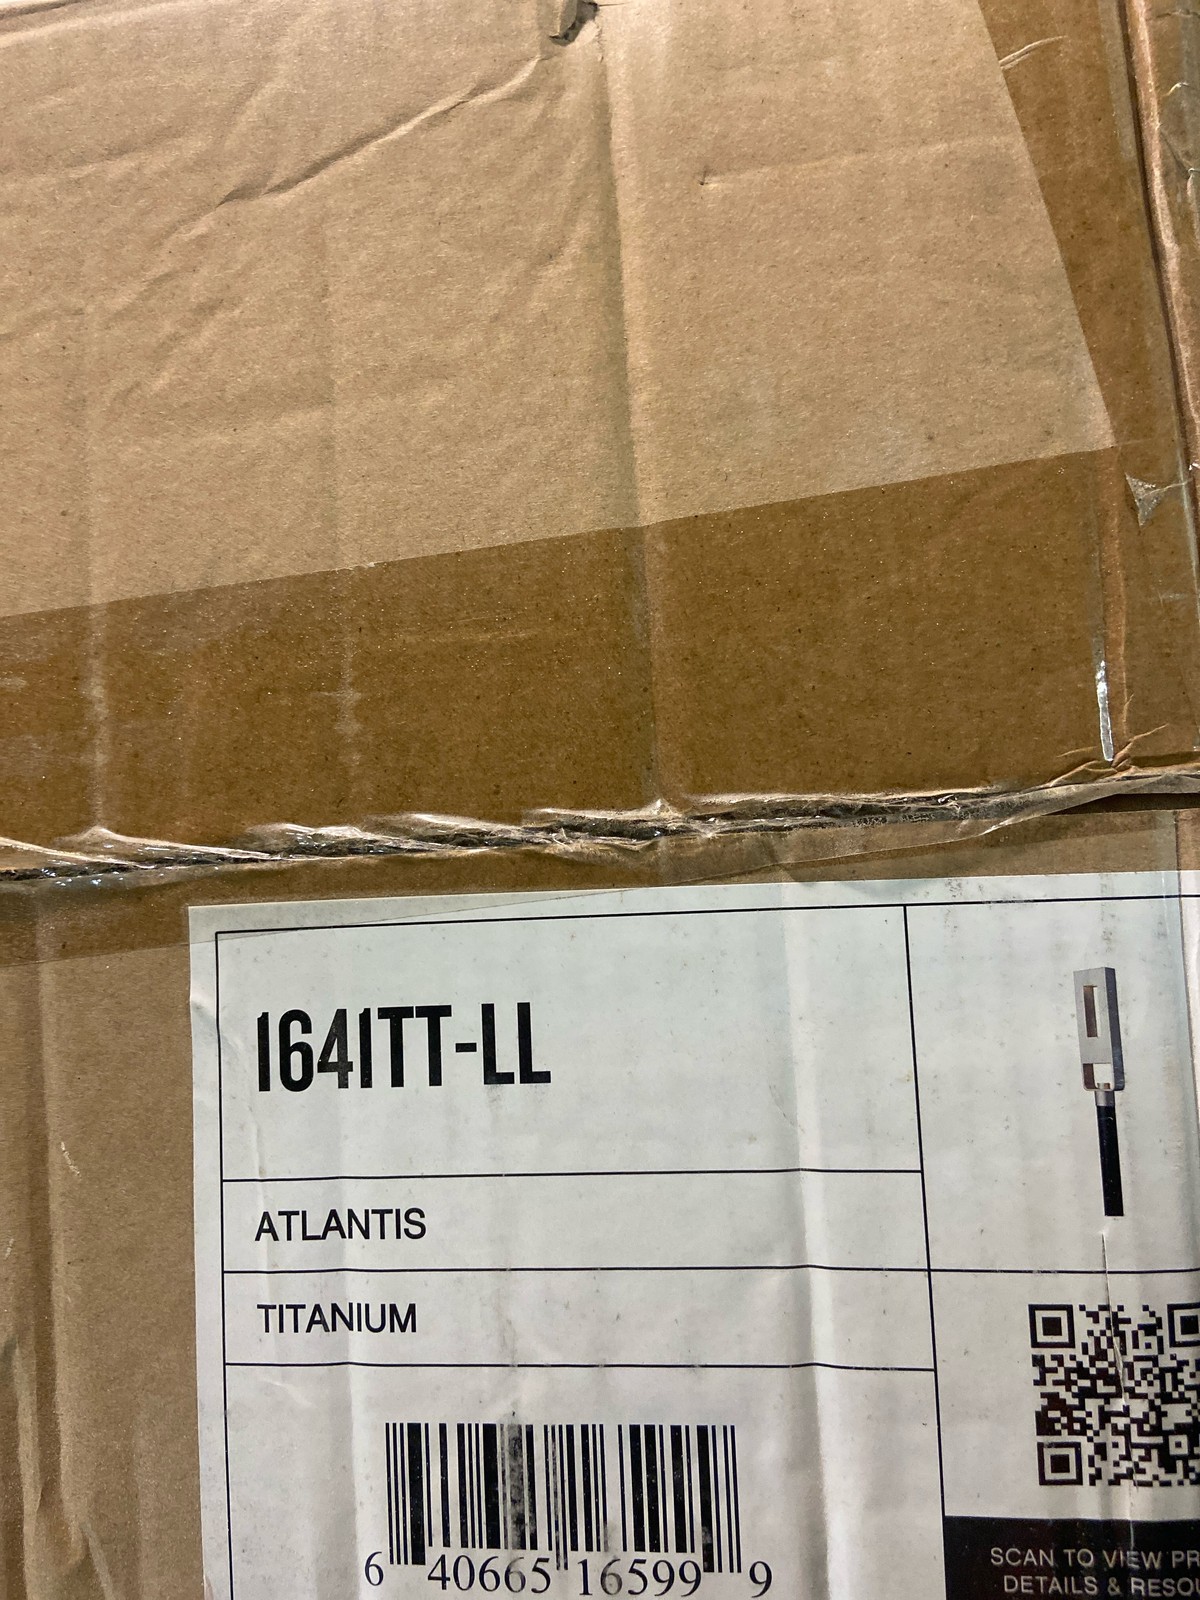 1641TT-LL
ATLANTIS
TITANIUM
6 40665 16599 9
SCAN TO VIEW PR
DETAILS & RESOU